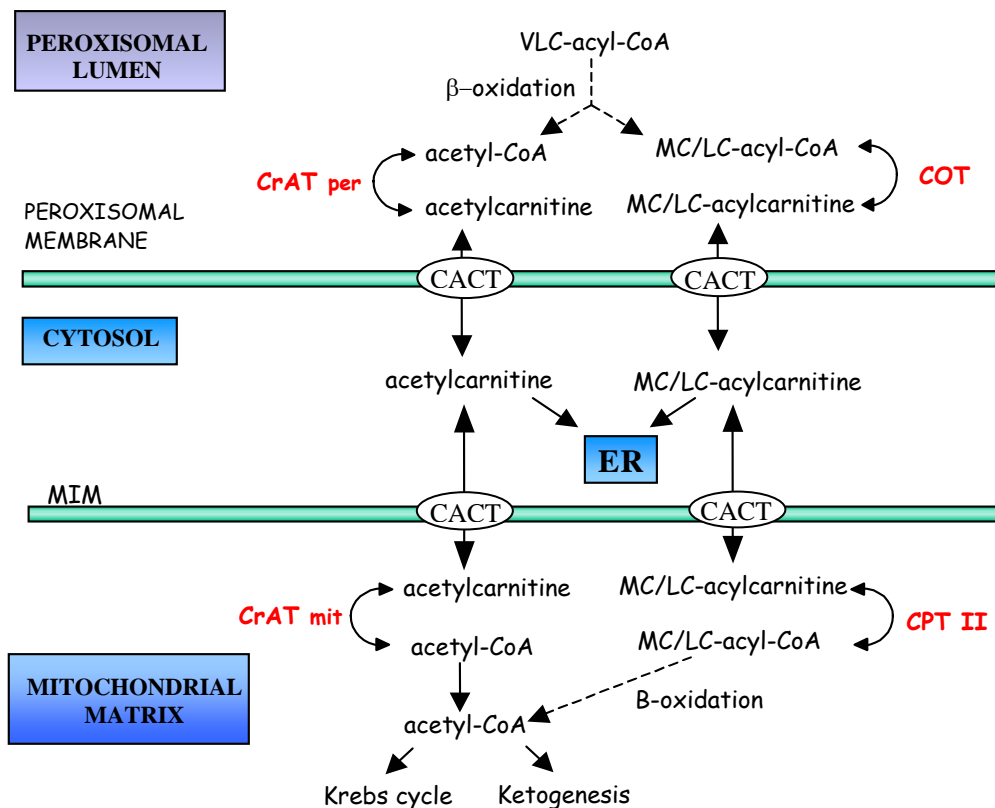 PEROXISOMAL
LUMEN
VLC-acyl-CoA
β–oxidation
acetyl-CoA
MC/LC-acyl-CoA
CrAT per
COT
acetylcarnitine
MC/LC-acylcarnitine
PEROXISOMAL
MEMBRANE
CACT
CACT
CYTOSOL
acetylcarnitine
MC/LC-acylcarnitine
ER
MIM
CACT
CACT
acetylcarnitine
MC/LC-acylcarnitine
CrAT mit
CPT II
acetyl-CoA
MC/LC-acyl-CoA
MITOCHONDRIAL
MATRIX
B-oxidation
acetyl-CoA
Krebs cycle
Ketogenesis